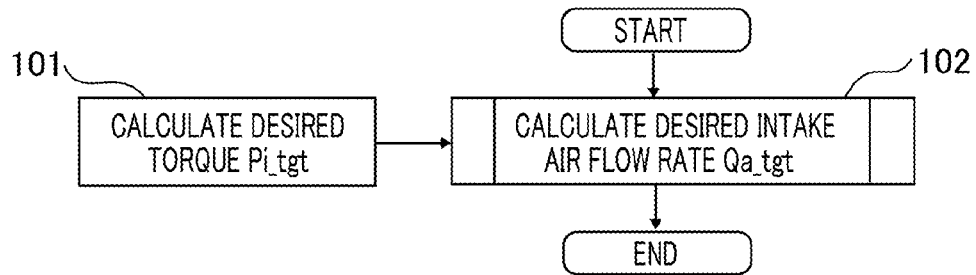 START
101
102
CALCULATE DESIRED
TORQUE Pi_tgt
CALCULATE DESIRED INTAKE
AIR FLOW RATE Qa_tgt
END